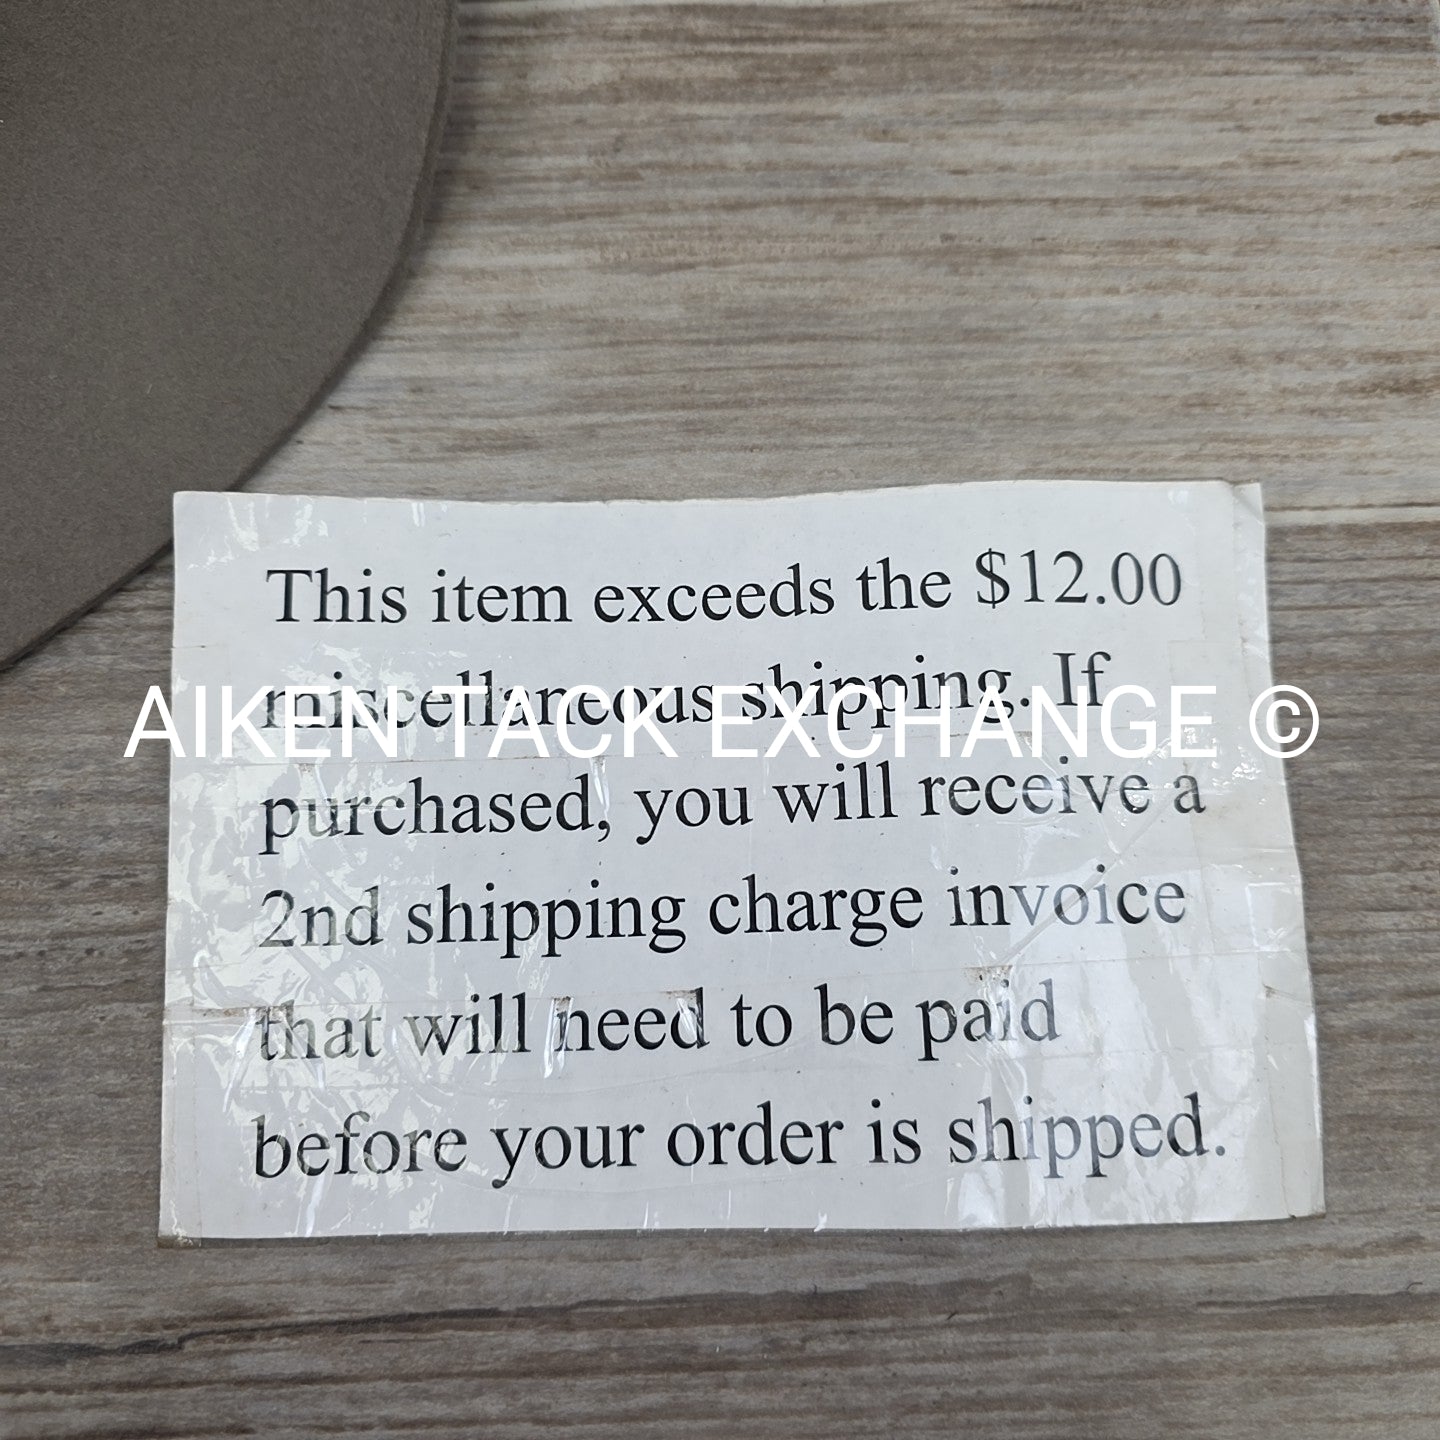 This item exceeds the $12.00
miscellaneous shipping. If
AIKEN TACK EXCHANGE ©
purchased, you will receive a
2nd shipping charge invoice
that will need to be paid
before your order is shipped.